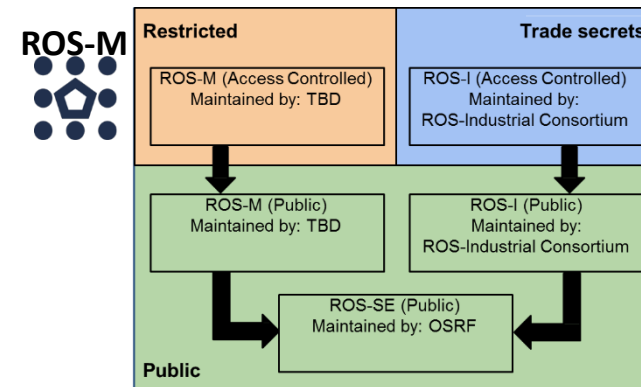 ROS-M
Restricted
Trade secrets
ROS-M (Access Controlled)
Maintained by: TBD
ROS-I (Access Controlled)
Maintained by:
ROS-Industrial Consortium
ROS-M (Public)
Maintained by: TBD
ROS-I (Public)
Maintained by:
ROS-Industrial Consortium
ROS-SE (Public)
Maintained by: OSRF
Public